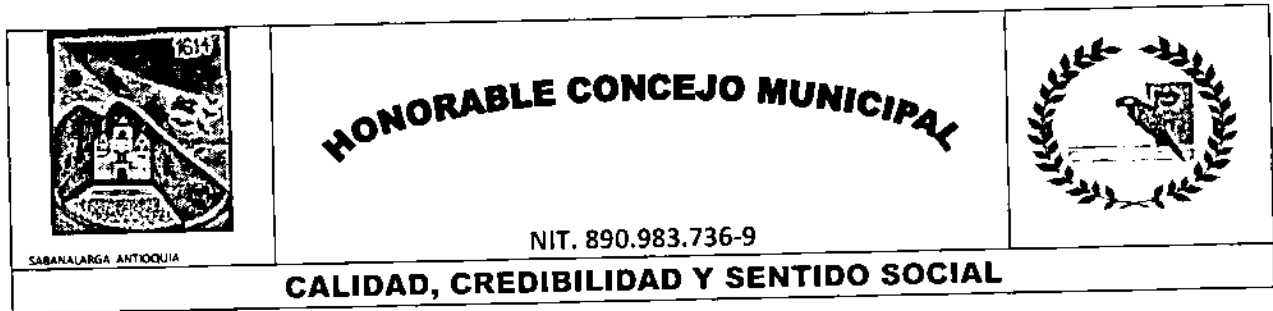 1614
SABANALARGA ANTIOQUIA
HONORABLE CONCEJO MUNICIPAL
NIT. 890.983.736-9
CALIDAD, CREDIBILIDAD Y SENTIDO SOCIAL